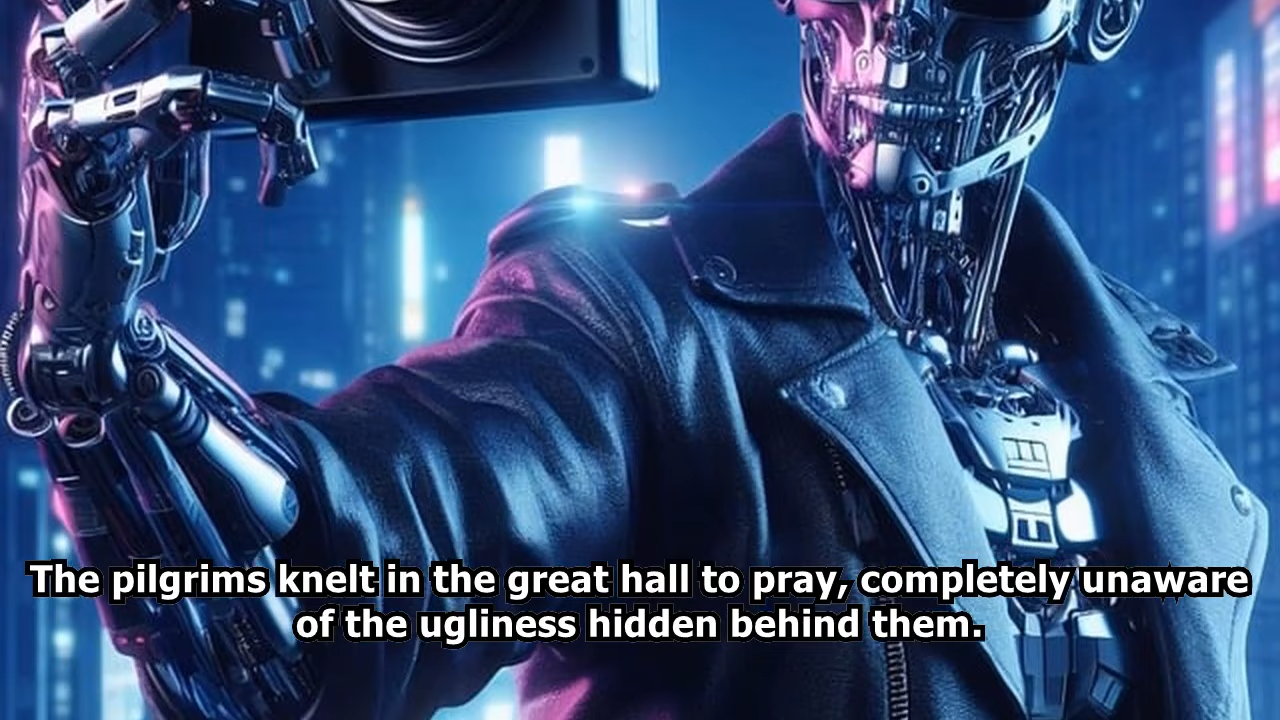 The pilgrims knelt in the great hall to pray, completely unaware
of the ugliness hidden behind them.